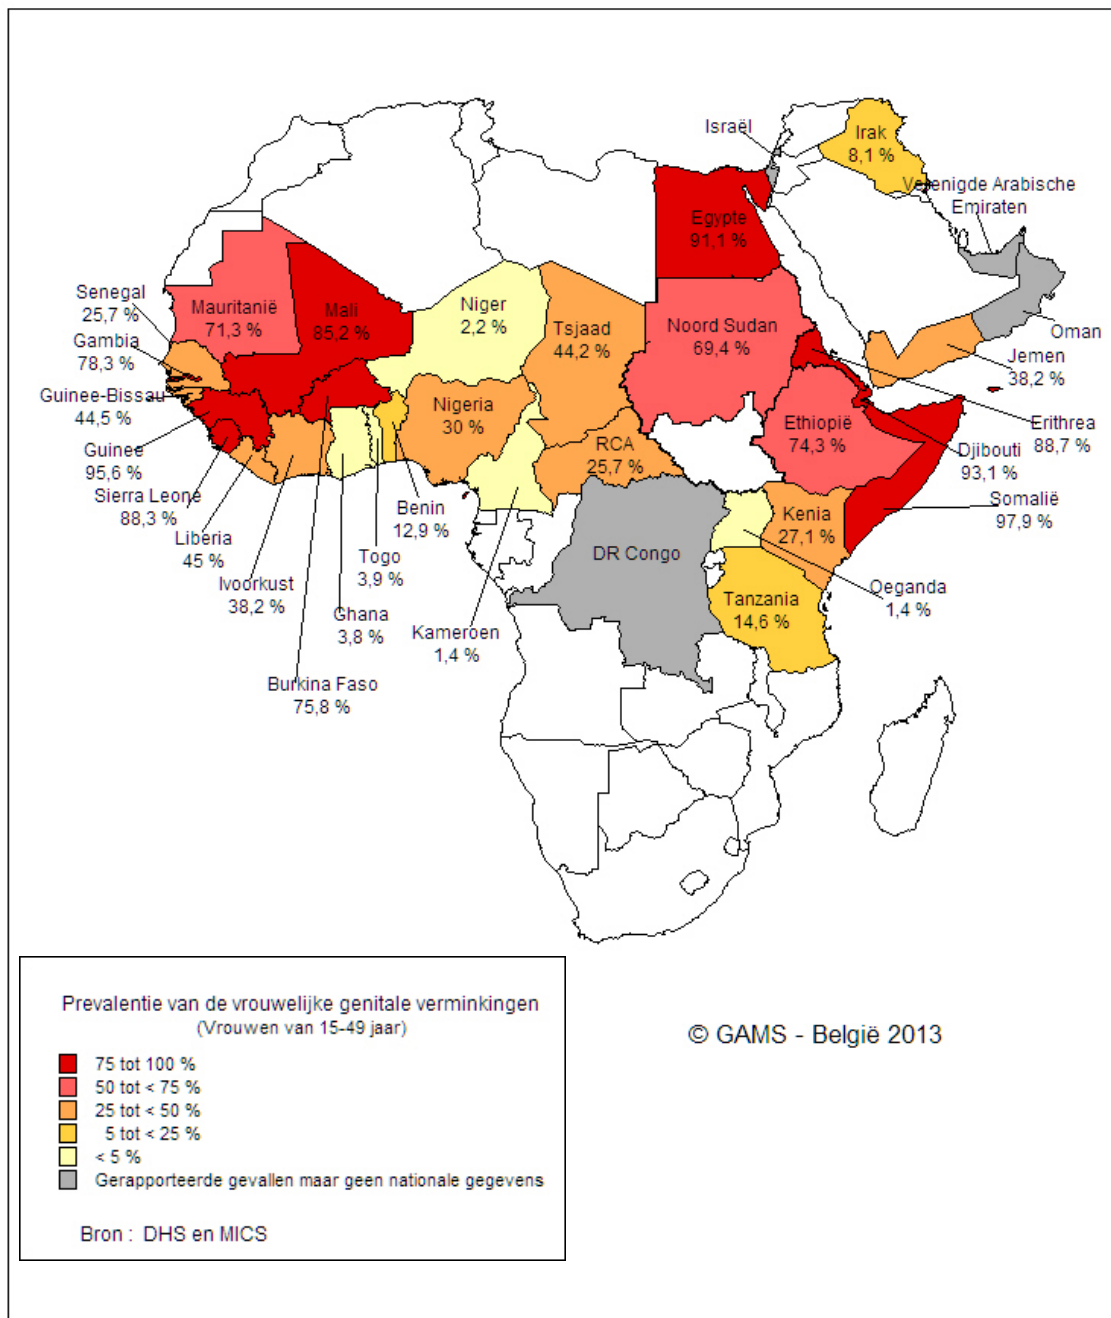 Israël
Irak
8,1 %
Verenigde Arabische
Emiraten
Egypte
91,1 %
Senegal
25,7 %
Mauritanië
71,3 %
Mali
85,2 %
Niger
2,2 %
Tsjaad
44,2 %
Noord Sudan
69,4 %
Oman
Gambia
78,3 %
Jemen
38,2 %
Guinee-Bissau
44,5 %
Nigeria
30 %
Ethiopië
74,3 %
Erithrea
88,7 %
Guinee
95,6 %
RCA
25,7 %
Djibouti
93,1 %
Sierra Leone
88,3 %
Benin
12,9 %
Kenia
27,1 %
Somalië
97,9 %
Liberia
45 %
Togo
3,9 %
DR Congo
Ivoorkust
38,2 %
Oeganda
1,4 %
Tanzania
14,6 %
Ghana
3,8 %
Kameroen
1,4 %
Burkina Faso
75,8 %
Prevalentie van de vrouwelijke genitale verminkingen
(Vrouwen van 15-49 jaar)
75 tot 100 %
50 tot < 75 %
25 tot < 50 %
5 tot < 25 %
< 5 %
Gerapporteerde gevallen maar geen nationale gegevens
Bron : DHS en MICS
© GAMS - België 2013